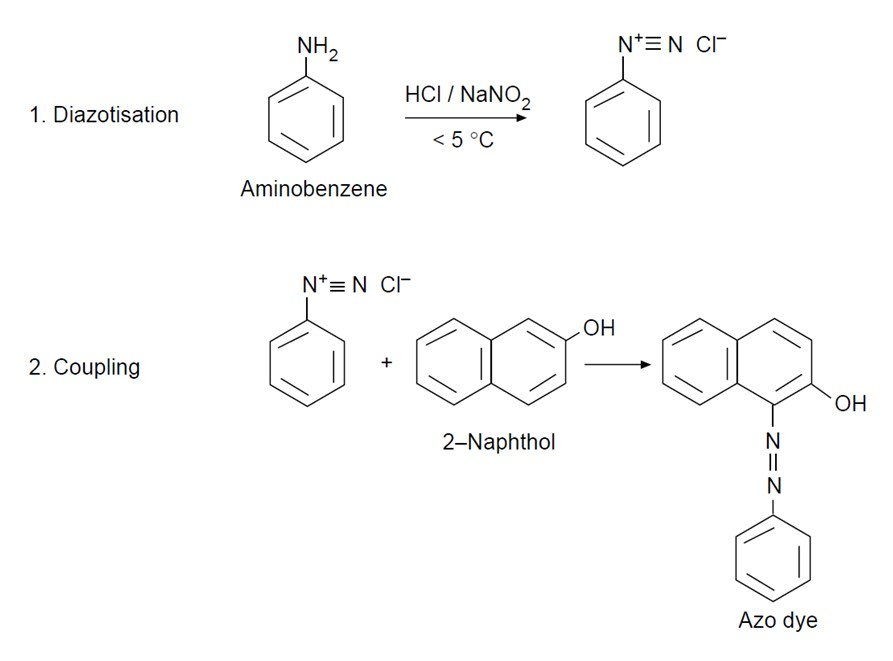 NH₂
N⁺≡N Cl⁻
1. Diazotisation
HCl / NaNO₂
< 5 °C
Aminobenzene
N⁺≡N Cl⁻
2. Coupling
+
OH
OH
2–Naphthol
N
N
Azo dye